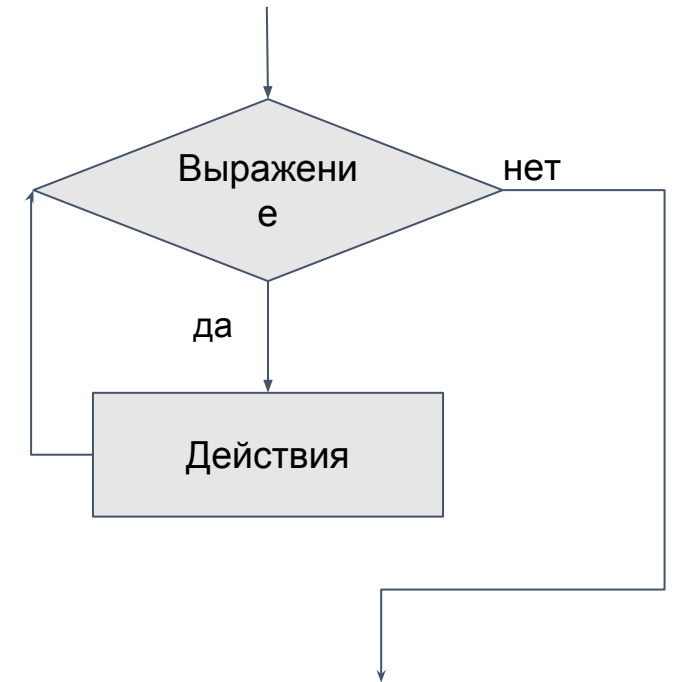 Выражени
е
нет
да
Действия